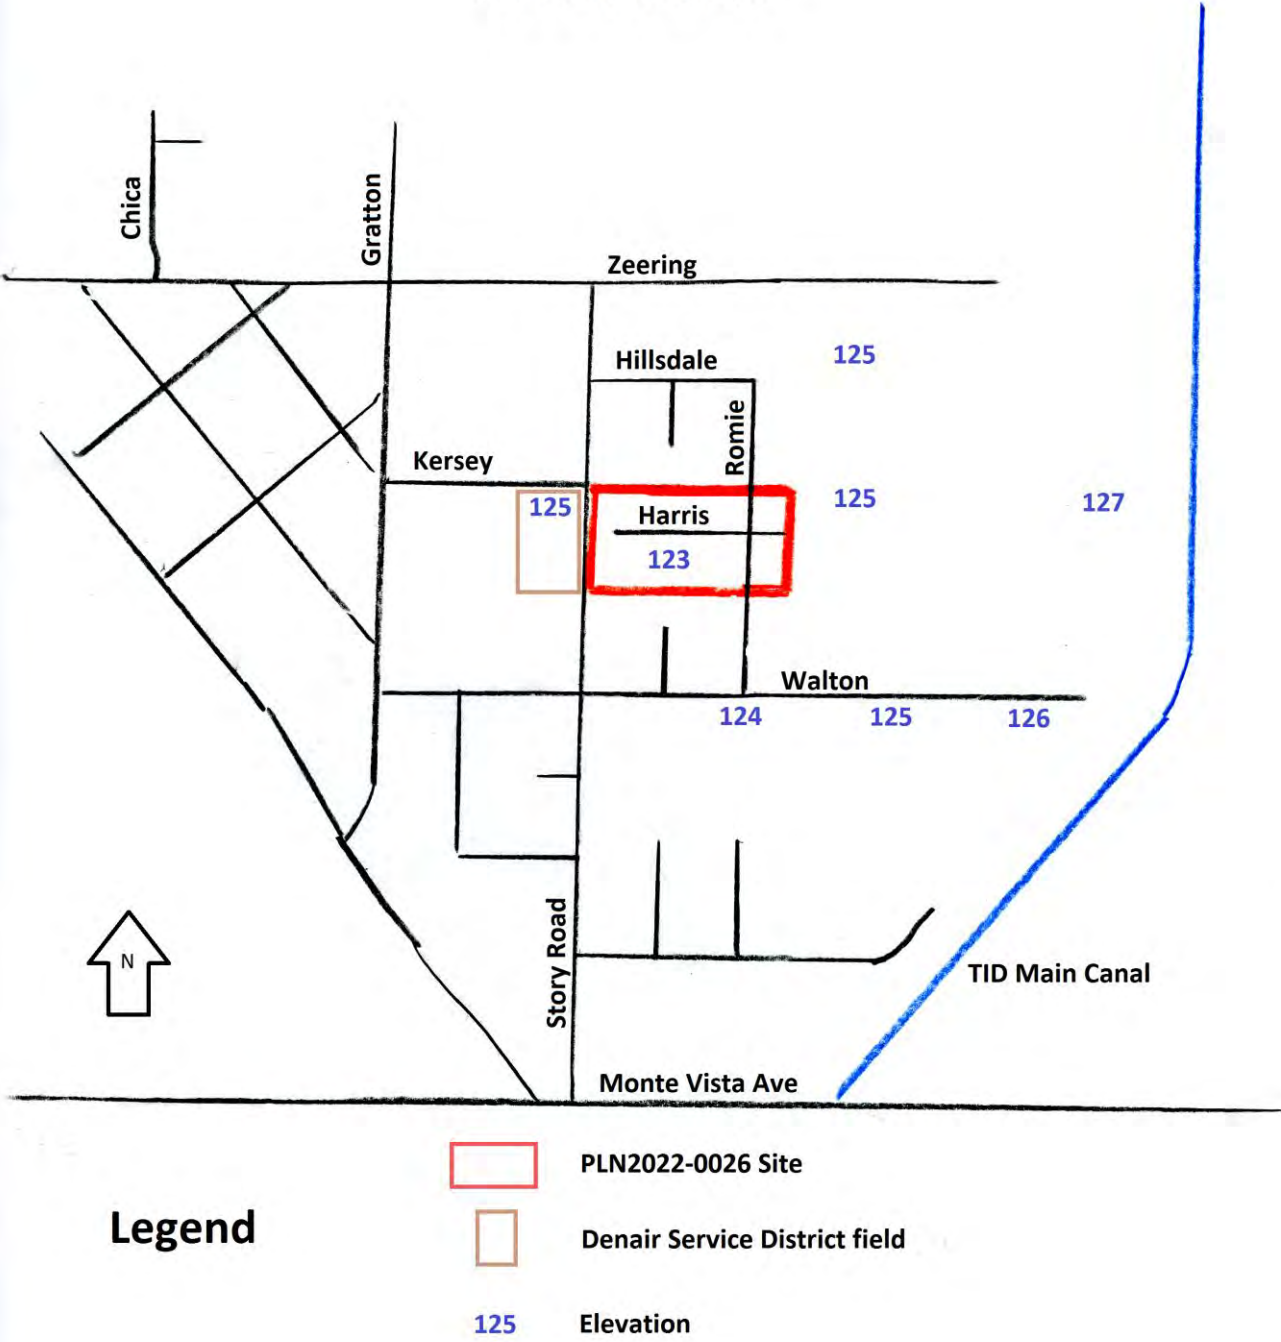 Chica
Gratton
Zeering
Hillsdale
125
Romie
Kersey
125
Harris
125
127
123
Walton
124
125
126
Story Road
N
TID Main Canal
Monte Vista Ave
PLN2022-0026 Site
Legend
Denair Service District field
125
Elevation